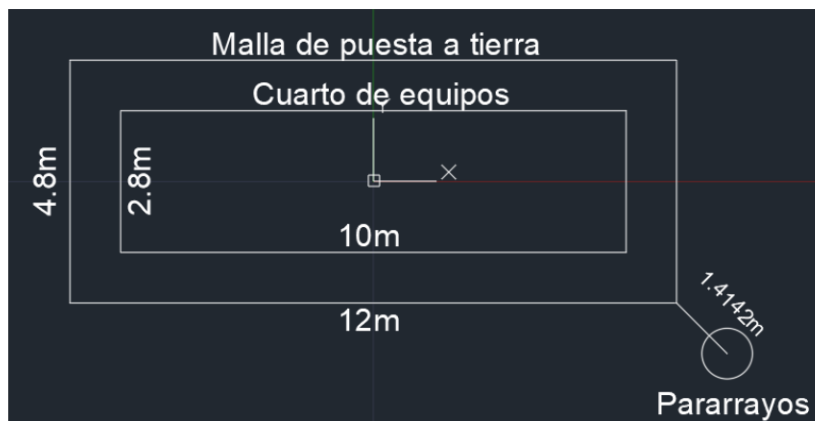 Malla de puesta a tierra
Cuarto de equipos
4.8m
2.8m
10m
12m
1.4142m
Pararrayos